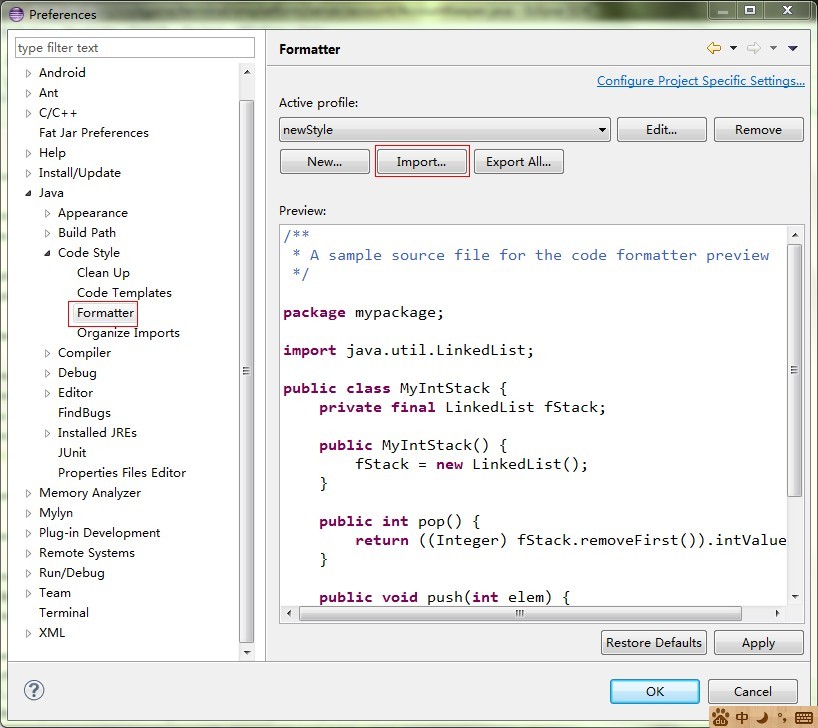 Preferences
type filter text
Android
Ant
C/C++
Fat Jar Preferences
Help
Install/Update
Java
Appearance
Build Path
Code Style
Clean Up
Code Templates
Formatter
Organize Imports
Compiler
Debug
Editor
FindBugs
Installed JREs
JUnit
Properties Files Editor
Memory Analyzer
Mylyn
Plug-in Development
Remote Systems
Run/Debug
Team
Terminal
XML
Formatter
Configure Project Specific Settings...
Active profile:
newStyle Edit... Remove
New... Import... Export All...
Preview:
/**
 * A sample source file for the code formatter preview
 */
package mypackage;
import java.util.LinkedList;
public class MyIntStack {
    private final LinkedList fStack;
    public MyIntStack() {
        fStack = new LinkedList();
    }
    public int pop() {
        return ((Integer) fStack.removeFirst()).intValue
    }
    public void push(int elem) {
Restore Defaults Apply
? OK Cancel
中